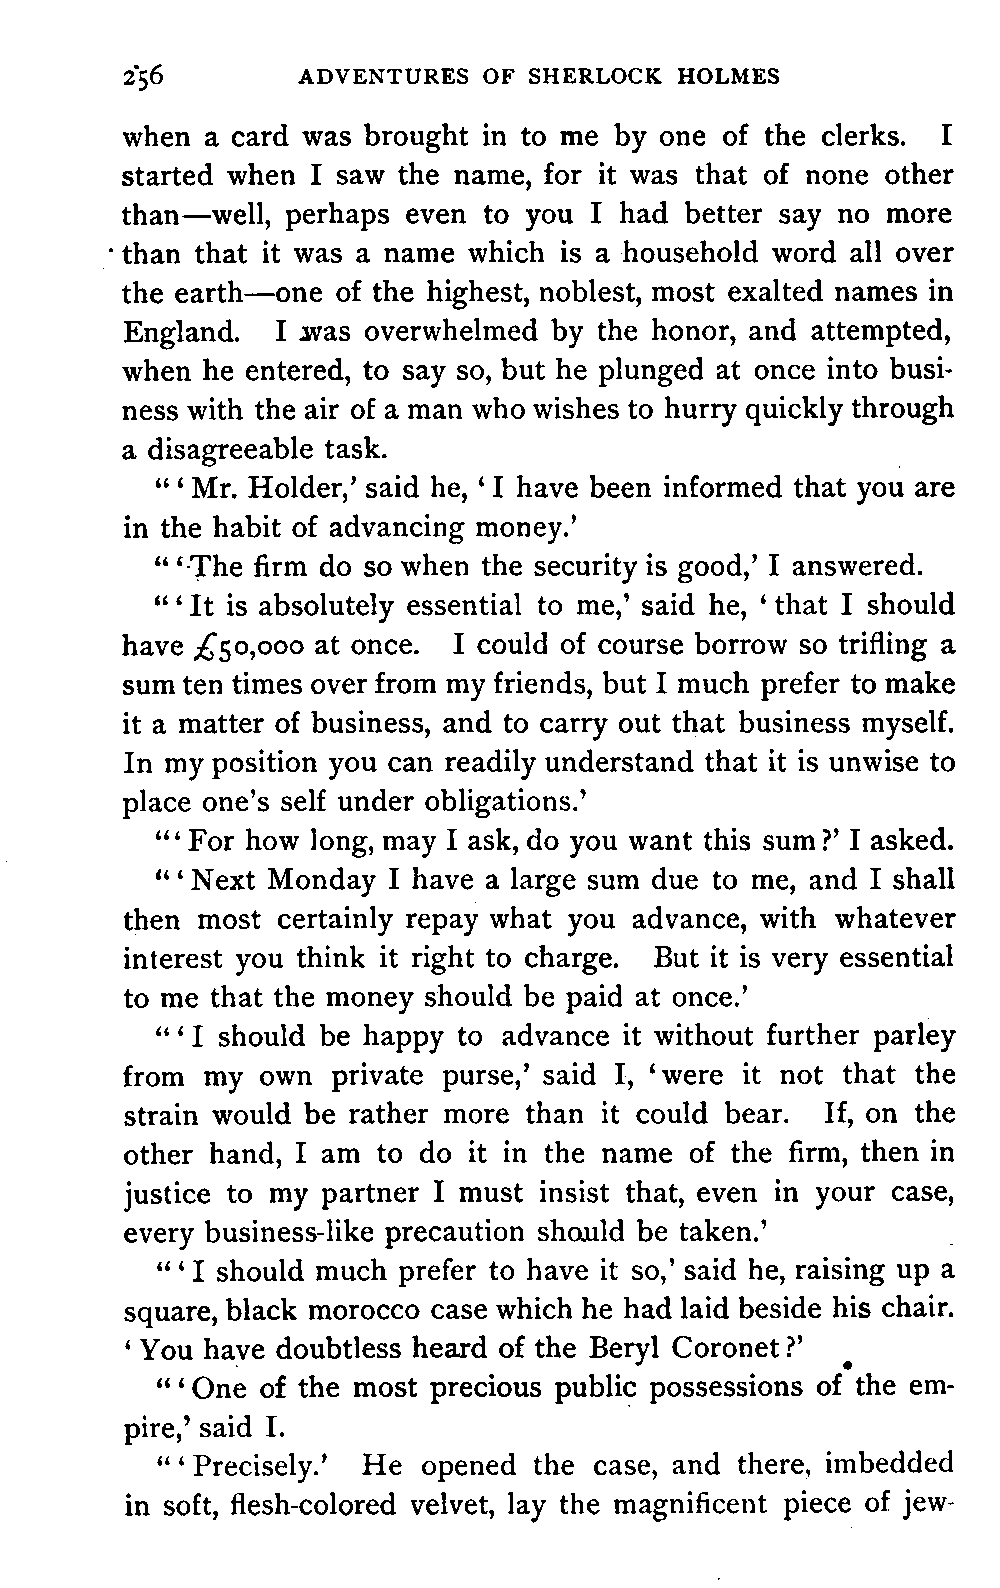 256 ADVENTURES OF SHERLOCK HOLMES
when a card was brought in to me by one of the clerks. I
started when I saw the name, for it was that of none other
than—well, perhaps even to you I had better say no more
than that it was a name which is a household word all over
the earth—one of the highest, noblest, most exalted names in
England. I was overwhelmed by the honor, and attempted,
when he entered, to say so, but he plunged at once into busi-
ness with the air of a man who wishes to hurry quickly through
a disagreeable task.
“‘Mr. Holder,’ said he, ‘I have been informed that you are
in the habit of advancing money.’
“‘The firm do so when the security is good,’ I answered.
“‘It is absolutely essential to me,’ said he, ‘that I should
have £50,000 at once. I could of course borrow so trifling a
sum ten times over from my friends, but I much prefer to make
it a matter of business, and to carry out that business myself.
In my position you can readily understand that it is unwise to
place one's self under obligations.’
“‘For how long, may I ask, do you want this sum?’ I asked.
“‘Next Monday I have a large sum due to me, and I shall
then most certainly repay what you advance, with whatever
interest you think it right to charge. But it is very essential
to me that the money should be paid at once.’
“‘I should be happy to advance it without further parley
from my own private purse,’ said I, ‘were it not that the
strain would be rather more than it could bear. If, on the
other hand, I am to do it in the name of the firm, then in
justice to my partner I must insist that, even in your case,
every business-like precaution should be taken.’
“‘I should much prefer to have it so,’ said he, raising up a
square, black morocco case which he had laid beside his chair.
‘You have doubtless heard of the Beryl Coronet?’
“‘One of the most precious public possessions of the em-
pire,’ said I.
“‘Precisely.’ He opened the case, and there, imbedded
in soft, flesh-colored velvet, lay the magnificent piece of jew-